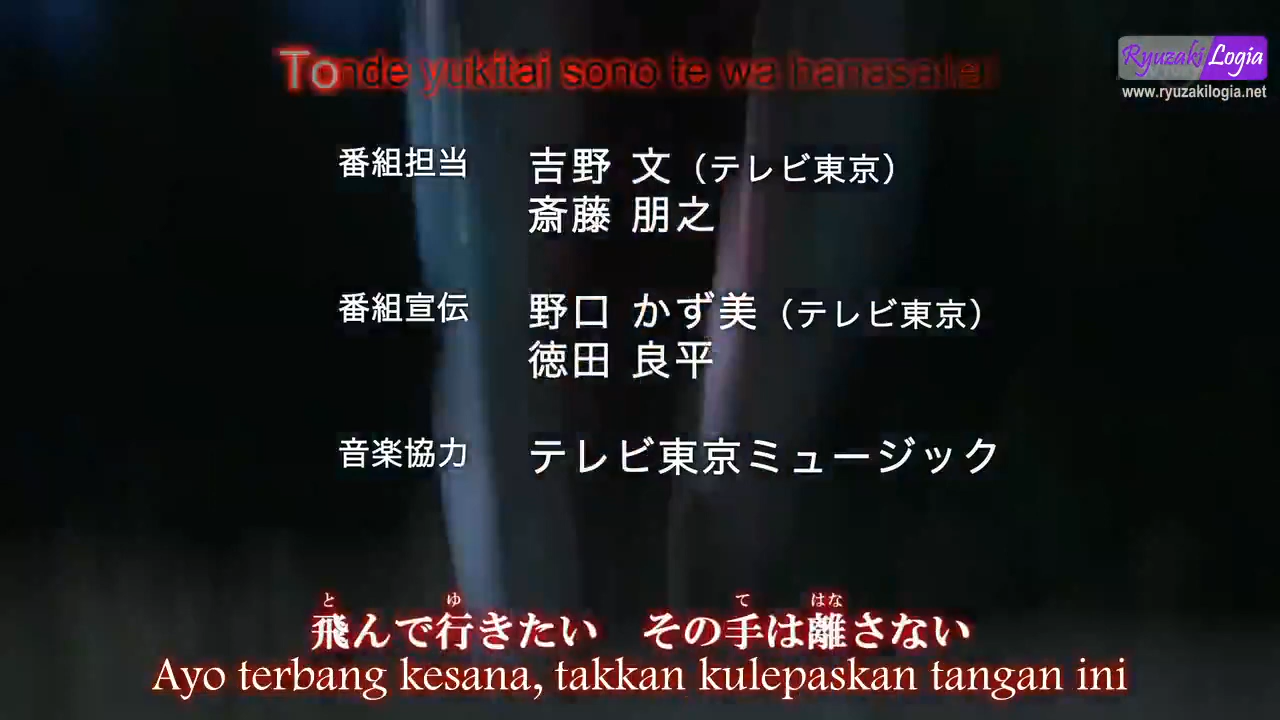 Tonde yukitai sono te wa hanasanai
Ryuzaki Logia
www.ryuzakilogia.net
番組担当 吉野 文（テレビ東京）
斎藤 朋之
番組宣伝 野口 かず美（テレビ東京）
徳田 良平
音楽協力 テレビ東京ミュージック
と ゆ て はな
飛んで行きたい その手は離さない
Ayo terbang kesana, takkan kulepaskan tangan ini